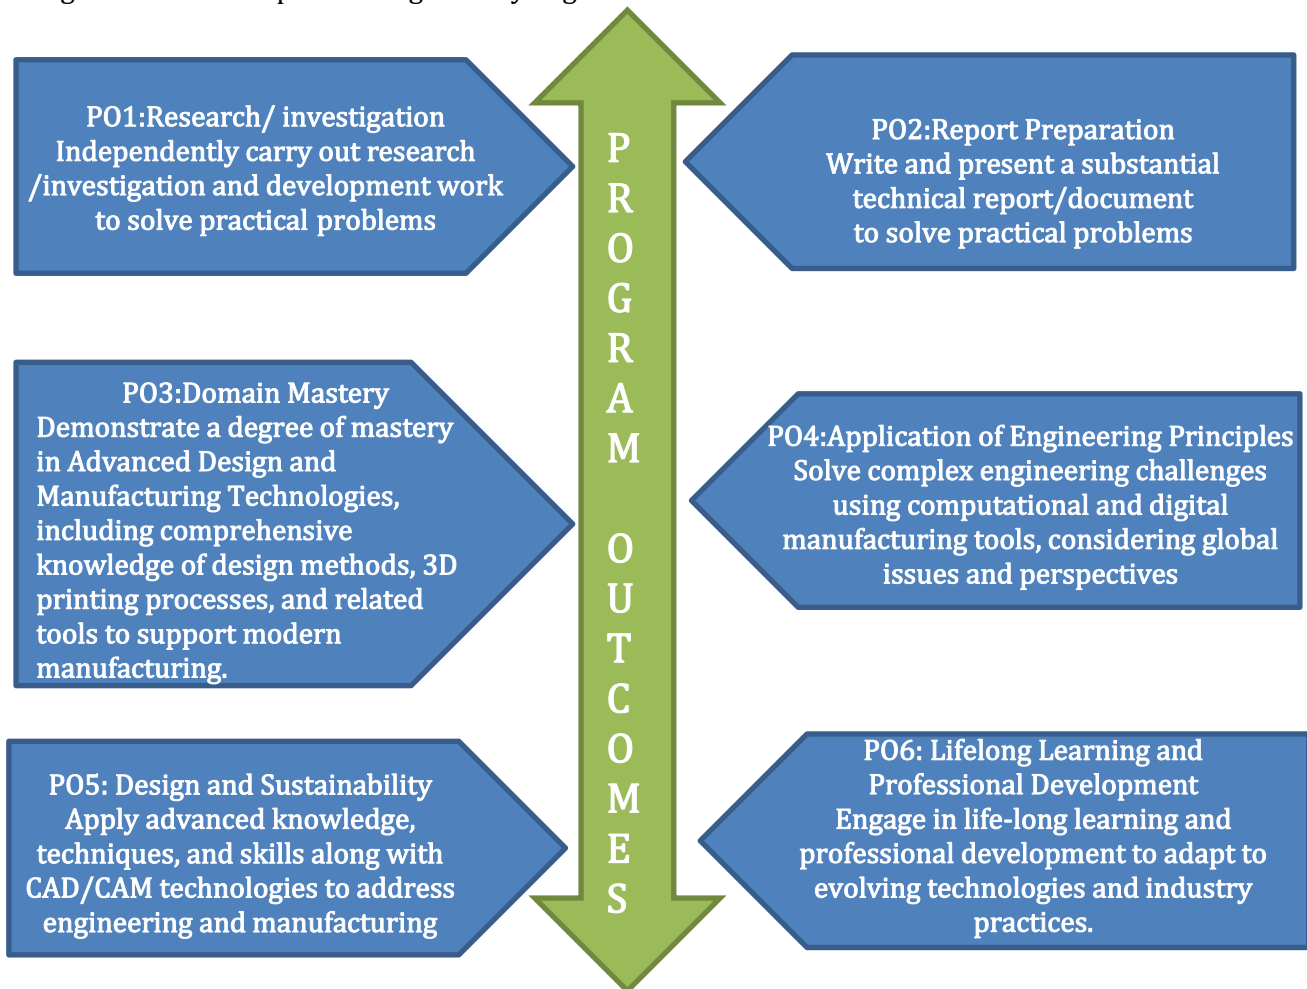 PO1:Research/ investigation
Independently carry out research
/investigation and development work
to solve practical problems
PO2:Report Preparation
Write and present a substantial
technical report/document
to solve practical problems
PO3:Domain Mastery
Demonstrate a degree of mastery
in Advanced Design and
Manufacturing Technologies,
including comprehensive
knowledge of design methods, 3D
printing processes, and related
tools to support modern
manufacturing.
PO4:Application of Engineering Principles
Solve complex engineering challenges
using computational and digital
manufacturing tools, considering global
issues and perspectives
PO5: Design and Sustainability
Apply advanced knowledge,
techniques, and skills along with
CAD/CAM technologies to address
engineering and manufacturing
PO6: Lifelong Learning and
Professional Development
Engage in life-long learning and
professional development to adapt to
evolving technologies and industry
practices.
P
R
O
G
R
A
M
O
U
T
C
O
M
E
S